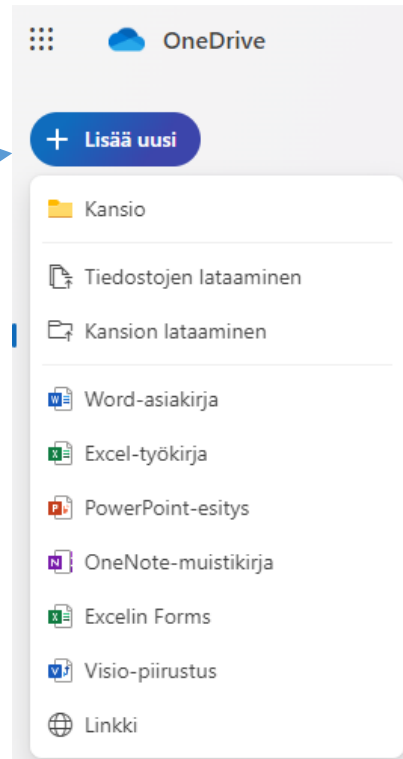 OneDrive
+ Lisää uusi
Kansio
Tiedostojen lataaminen
Kansion lataaminen
Word-asiakirja
Excel-työkirja
PowerPoint-esitys
OneNote-muistikirja
Excelin Forms
Visio-piirustus
Linkki